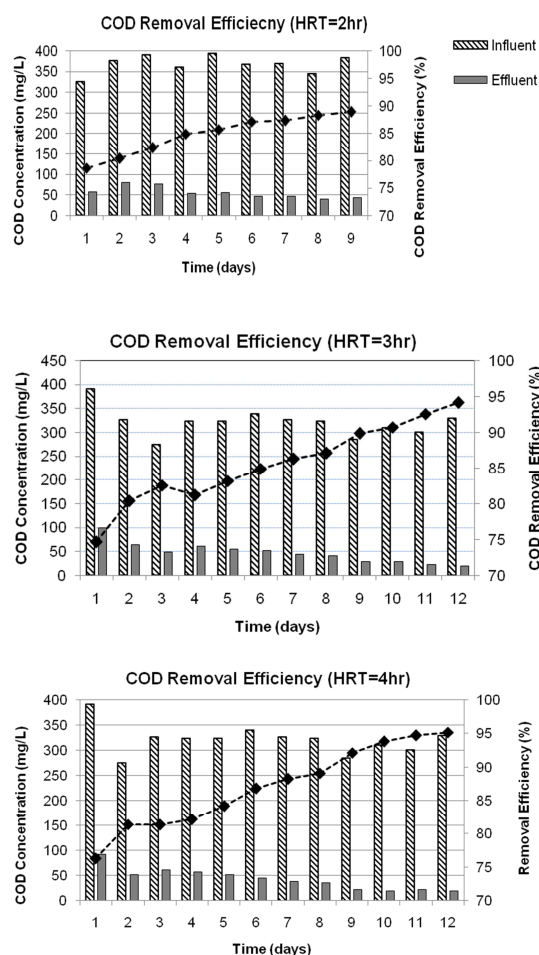 COD Removal Efficiecny (HRT=2hr)
COD Concentration (mg/L)
400
350
300
250
200
150
100
50
0
100
95
90
85
80
75
70
COD Removal Efficiency (%)
1 2 3 4 5 6 7 8 9
Time (days)
Influent
Effluent
COD Removal Efficiency (HRT=3hr)
COD Concentration (mg/L)
450
400
350
300
250
200
150
100
50
0
100
95
90
85
80
75
70
COD Removal Efficiency (%)
1 2 3 4 5 6 7 8 9 10 11 12
Time (days)
COD Removal Efficiency (HRT=4hr)
COD Concentration (mg/L)
400
350
300
250
200
150
100
50
0
100
95
90
85
80
75
70
Removal Efficiency (%)
1 2 3 4 5 6 7 8 9 10 11 12
Time (days)